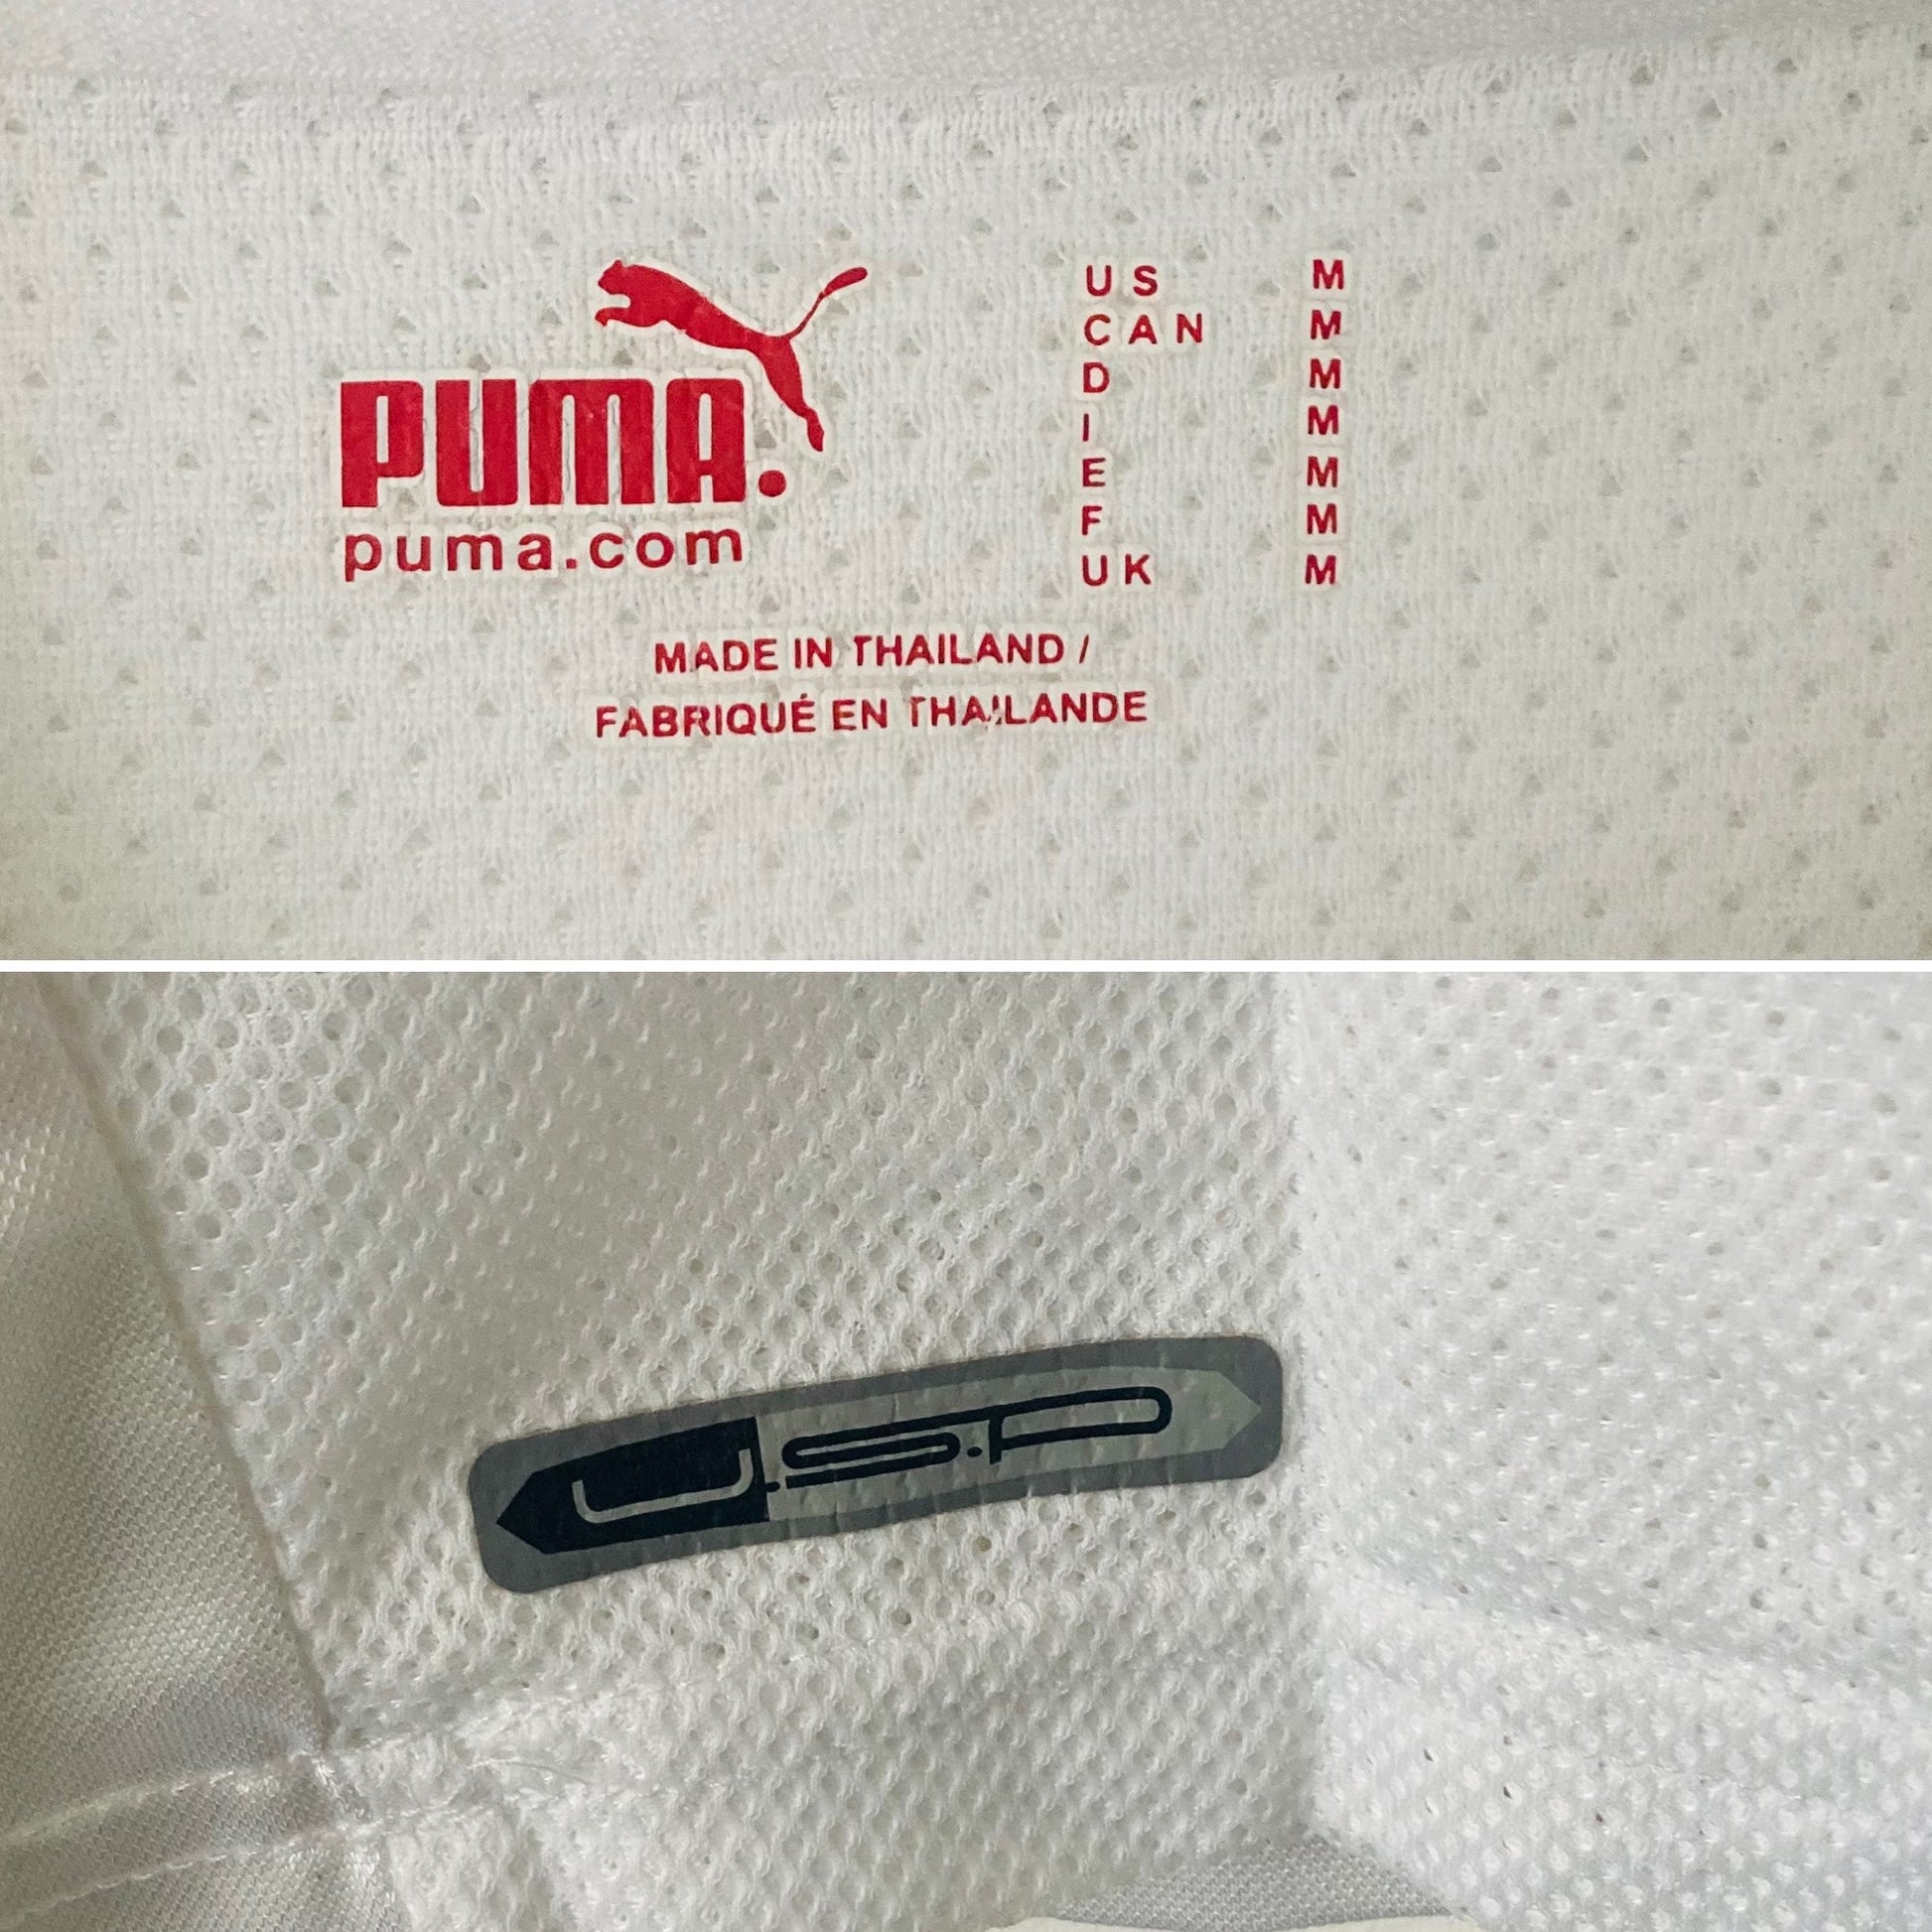 PUMA.
puma.com
US M
CAN M
D M
I M
E M
F M
UK M
MADE IN THAILAND /
FABRIQUÉ EN THAILANDE
U.S.P